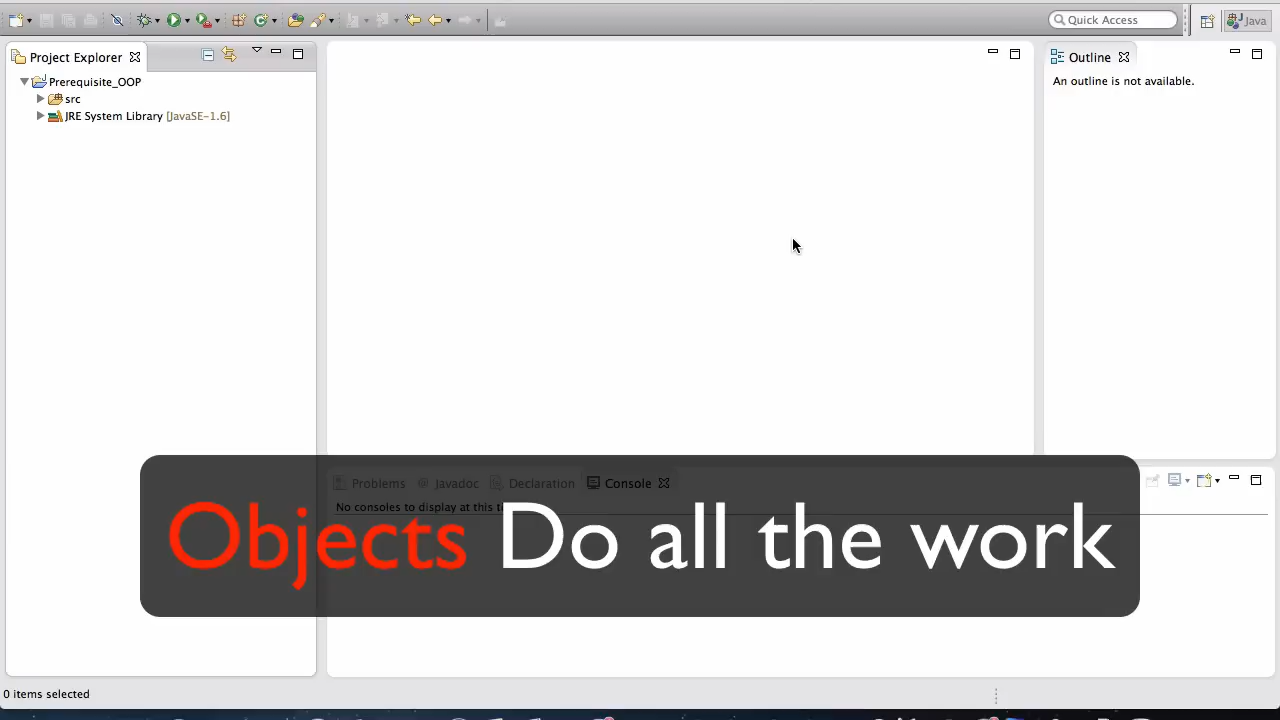 Quick Access
Java
Project Explorer
Outline
Prerequisite_OOP
An outline is not available.
src
JRE System Library [JavaSE-1.6]
Problems
Javadoc
Declaration
Console
No consoles to display at this
Objects Do all the work
0 items selected